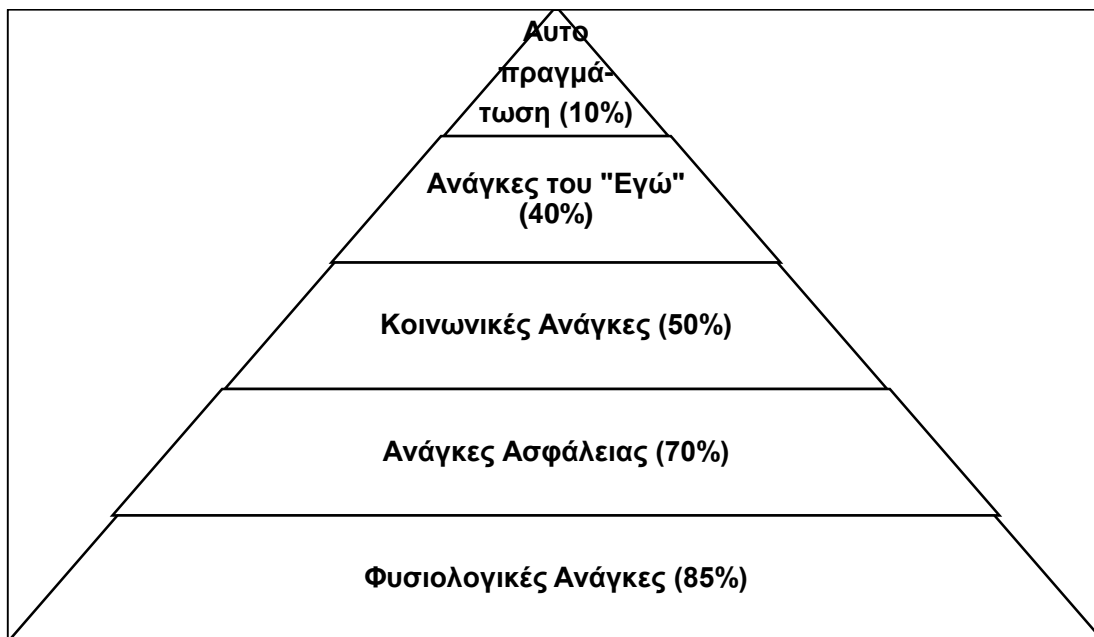 Αυτο
πραγμά-
τωση (10%)
Ανάγκες του "Εγώ"
(40%)
Κοινωνικές Ανάγκες (50%)
Ανάγκες Ασφάλειας (70%)
Φυσιολογικές Ανάγκες (85%)